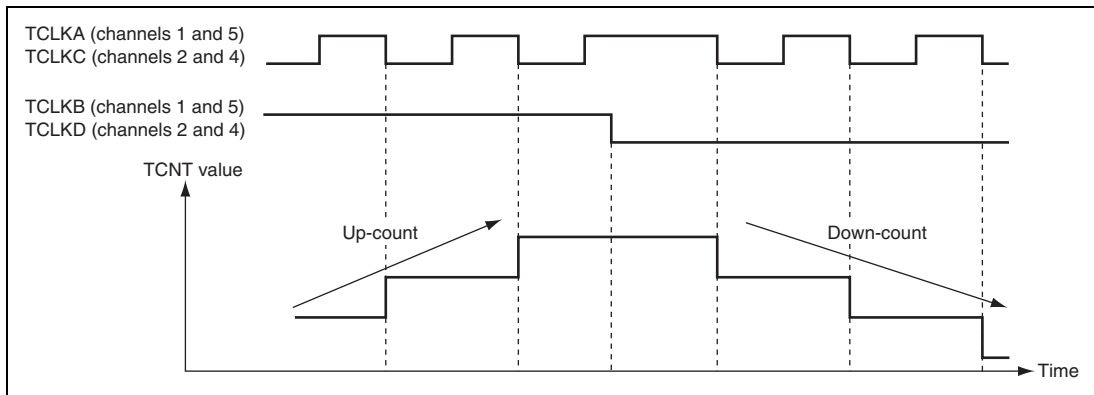 TCLKA (channels 1 and 5)
TCLKC (channels 2 and 4)
TCLKB (channels 1 and 5)
TCLKD (channels 2 and 4)
TCNT value
Up-count
Down-count
Time